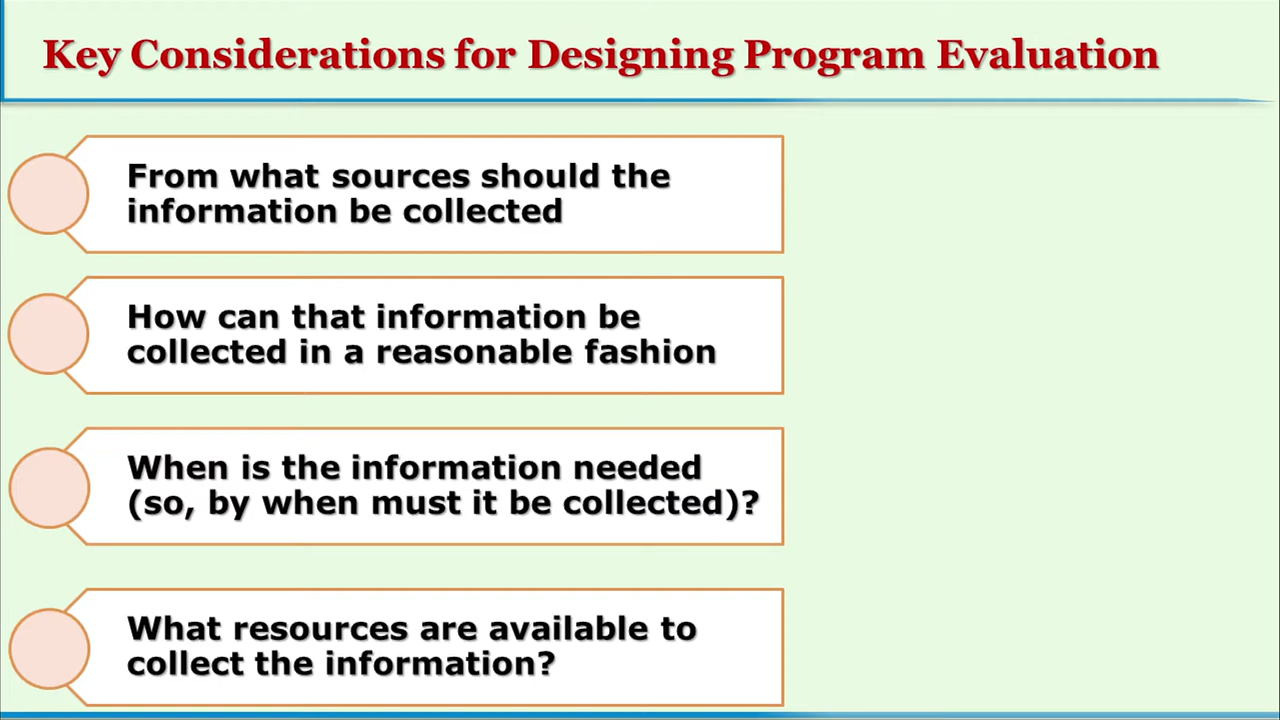 Key Considerations for Designing Program Evaluation
From what sources should the
information be collected
How can that information be
collected in a reasonable fashion
When is the information needed
(so, by when must it be collected)?
What resources are available to
collect the information?